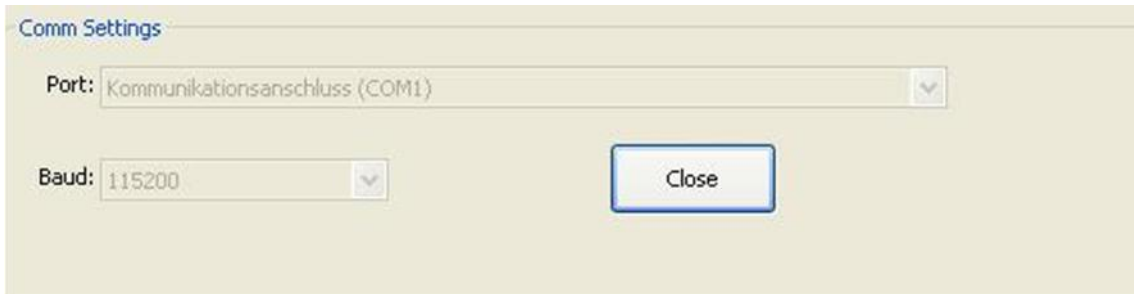 Comm Settings
Port: Kommunikationsanschluss (COM1)
Baud: 115200
Close